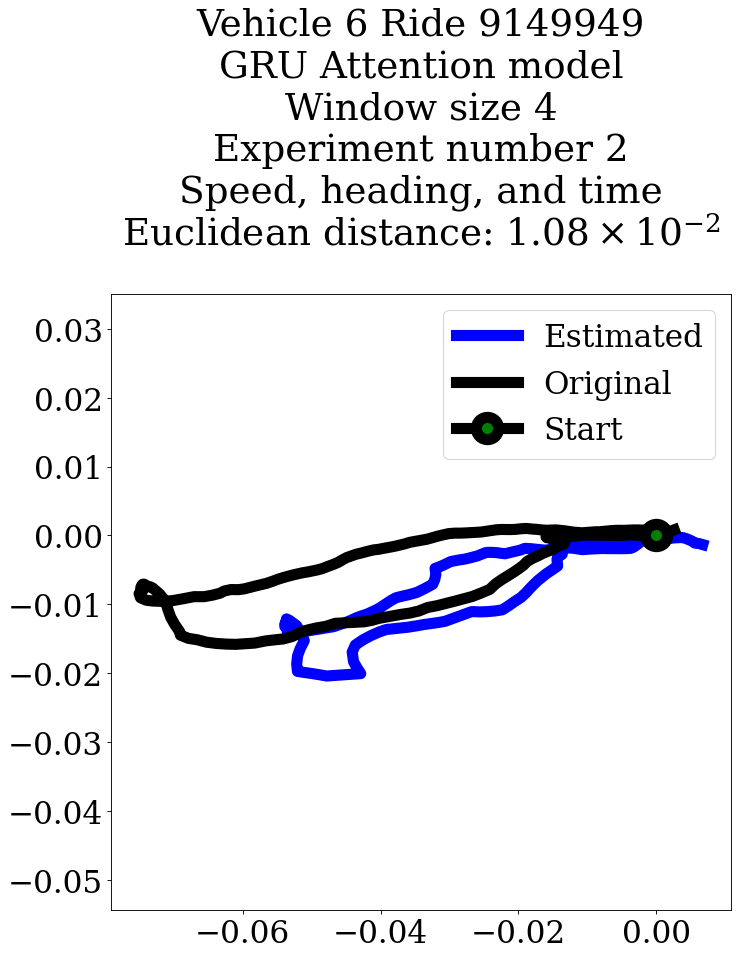 Vehicle 6 Ride 9149949
GRU Attention model
Window size 4
Experiment number 2
Speed, heading, and time
Euclidean distance: 1.08 × 10⁻²
Estimated
Original
Start
0.03
0.02
0.01
0.00
−0.01
−0.02
−0.03
−0.04
−0.05
−0.06
−0.04
−0.02
0.00